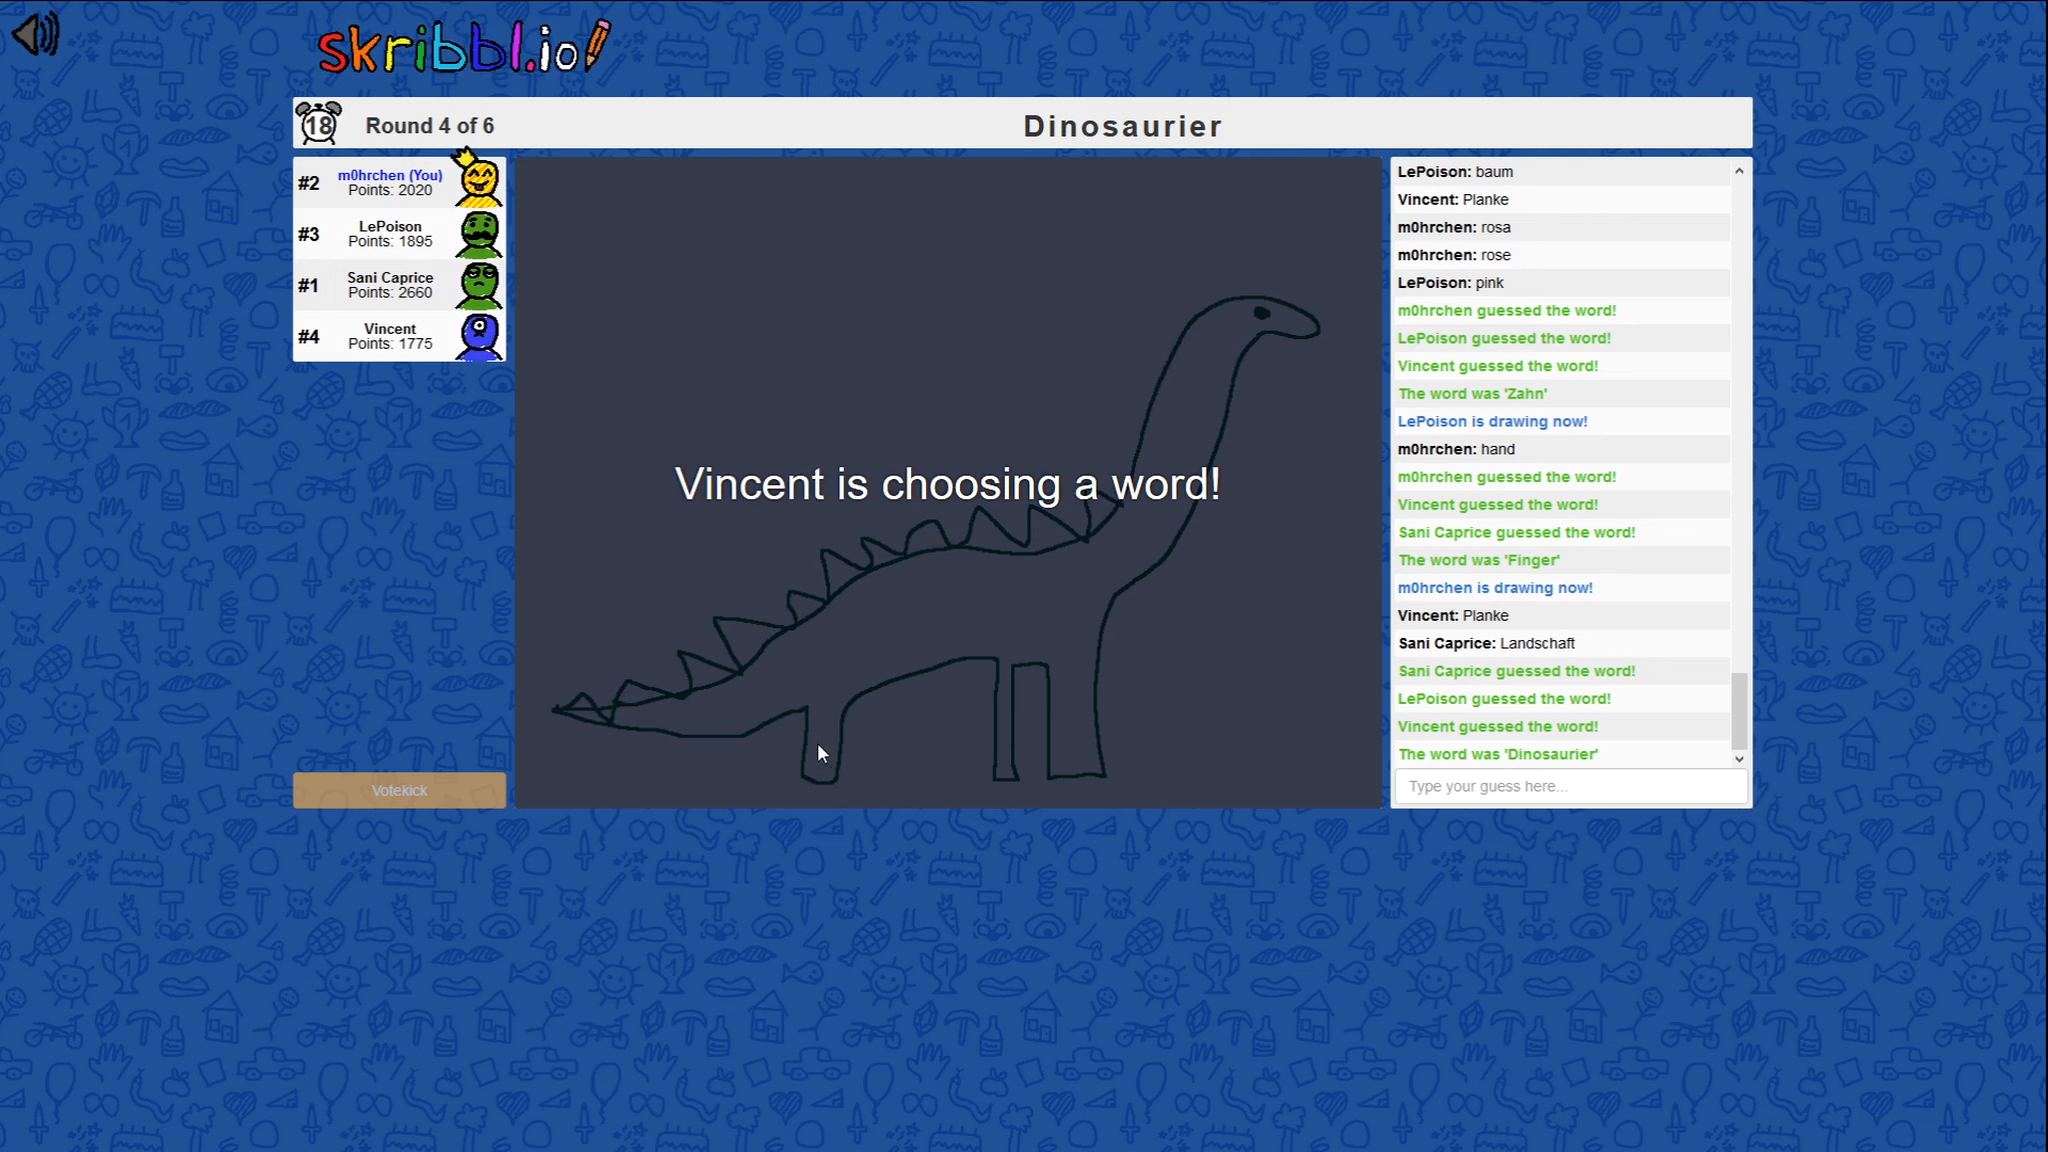 skribbl.io
18
Round 4 of 6
Dinosaurier
#2
m0hrchen (You)
Points: 2020
#3
LePoison
Points: 1895
#1
Sani Caprice
Points: 2660
#4
Vincent
Points: 1775
Votekick
Vincent is choosing a word!
LePoison: baum
Vincent: Planke
m0hrchen: rosa
m0hrchen: rose
LePoison: pink
m0hrchen guessed the word!
LePoison guessed the word!
Vincent guessed the word!
The word was 'Zahn'
LePoison is drawing now!
m0hrchen: hand
m0hrchen guessed the word!
Vincent guessed the word!
Sani Caprice guessed the word!
The word was 'Finger'
m0hrchen is drawing now!
Vincent: Planke
Sani Caprice: Landschaft
Sani Caprice guessed the word!
LePoison guessed the word!
Vincent guessed the word!
The word was 'Dinosaurier'
Type your guess here...